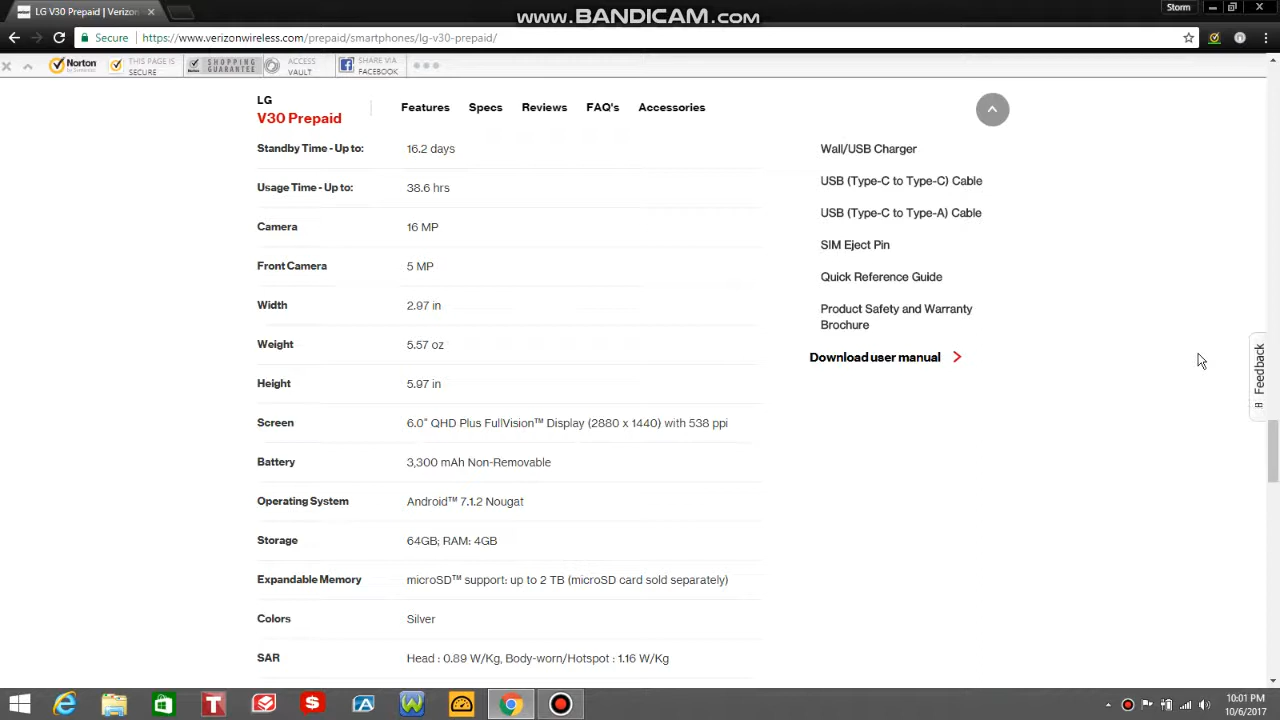 LG V30 Prepaid | Verizon
www.BANDICAM.com
Storm
Secure
https://www.verizonwireless.com/prepaid/smartphones/lg-v30-prepaid/
Norton
by Symantec
THIS PAGE IS
SECURE
SHOPPING
GUARANTEE
ACCESS
VAULT
SHARE VIA
FACEBOOK
LG
V30 Prepaid
Features Specs Reviews FAQ's Accessories
Standby Time - Up to: 16.2 days
Usage Time - Up to: 38.6 hrs
Camera 16 MP
Front Camera 5 MP
Width 2.97 in
Weight 5.57 oz
Height 5.97 in
Screen 6.0" QHD Plus FullVision™ Display (2880 x 1440) with 538 ppi
Battery 3,300 mAh Non-Removable
Operating System Android™ 7.1.2 Nougat
Storage 64GB; RAM: 4GB
Expandable Memory microSD™ support: up to 2 TB (microSD card sold separately)
Colors Silver
SAR Head : 0.89 W/Kg, Body-worn/Hotspot : 1.16 W/Kg
Wall/USB Charger
USB (Type-C to Type-C) Cable
USB (Type-C to Type-A) Cable
SIM Eject Pin
Quick Reference Guide
Product Safety and Warranty
Brochure
Download user manual
Feedback
10:01 PM
10/6/2017